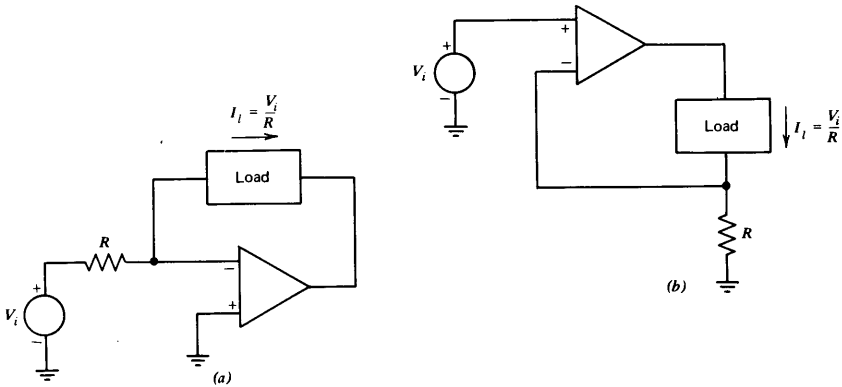 I_l = V_i / R
Load
R
−
+
+
V_i
−
(a)
+
V_i
−
+
−
Load
I_l = V_i / R
R
(b)